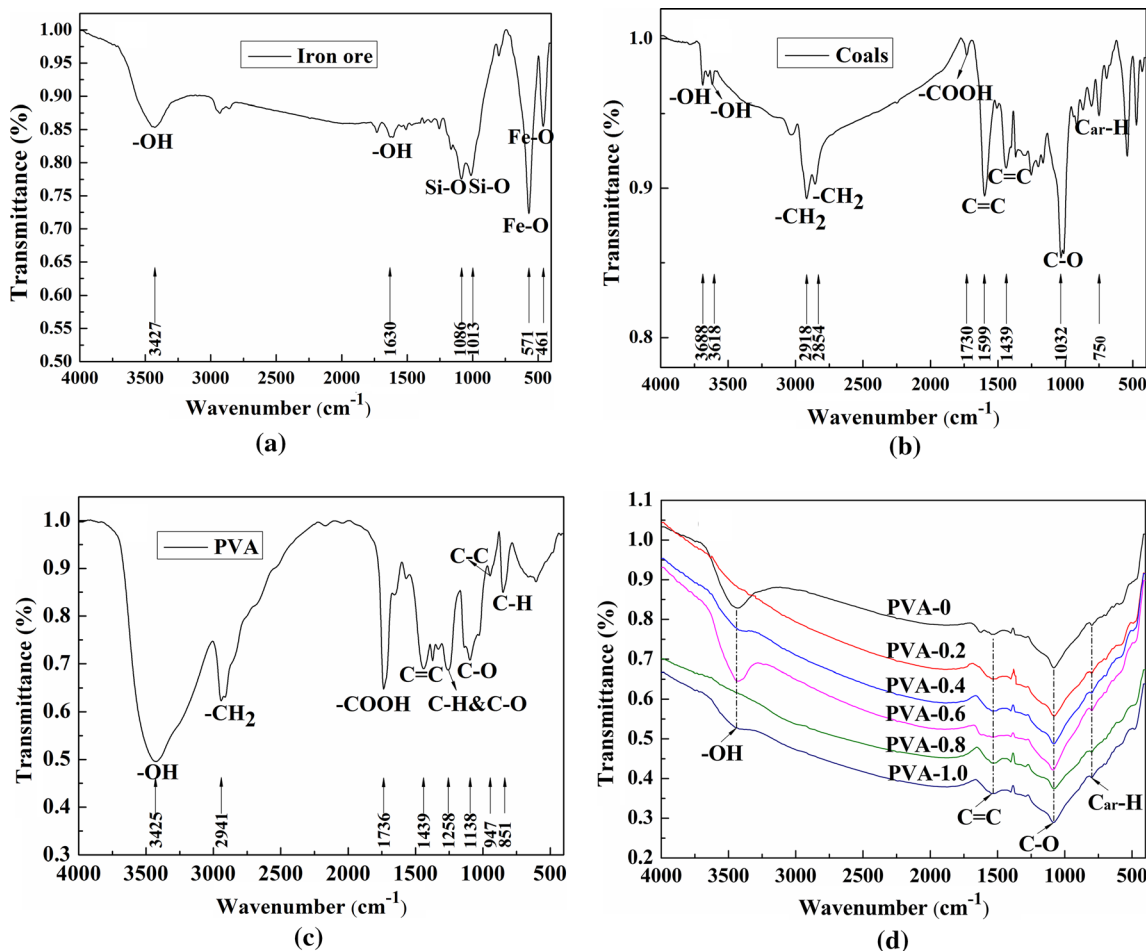 1.00
0.95
0.90
0.85
0.80
0.75
0.70
0.65
0.60
0.55
0.50
Transmittance (%)
Iron ore
-OH
-OH
Si-O
Si-O
Fe-O
Fe-O
3427
1630
1086
1013
571
461
4000 3500 3000 2500 2000 1500 1000 500
Wavenumber (cm-1)
(a)
1.0
0.9
0.8
Transmittance (%)
Coals
-OH
-OH
-CH2
-CH2
-COOH
C=C
C=C
C-O
Car-H
3688
3618
2918
2854
1730
1599
1439
1032
750
4000 3500 3000 2500 2000 1500 1000 500
Wavenumber (cm-1)
(b)
1.0
0.9
0.8
0.7
0.6
0.5
0.4
0.3
Transmittance (%)
PVA
-OH
-CH2
-COOH
C=C
C-H&C-O
C-O
C-C
C-H
3425
2941
1736
1439
1258
1138
947
851
4000 3500 3000 2500 2000 1500 1000 500
Wavenumber (cm-1)
(c)
1.1
1.0
0.9
0.8
0.7
0.6
0.5
0.4
0.3
0.2
Transmittance (%)
PVA-0
PVA-0.2
PVA-0.4
PVA-0.6
PVA-0.8
PVA-1.0
-OH
C=C
C-O
Car-H
4000 3500 3000 2500 2000 1500 1000 500
Wavenumber (cm-1)
(d)